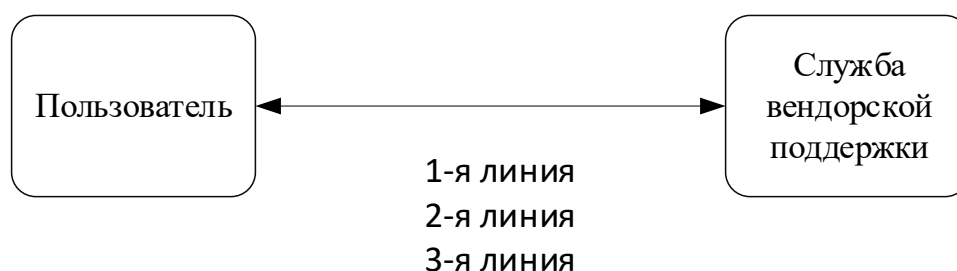 Пользователь
Служба
вендорской
поддержки
1-я линия
2-я линия
3-я линия